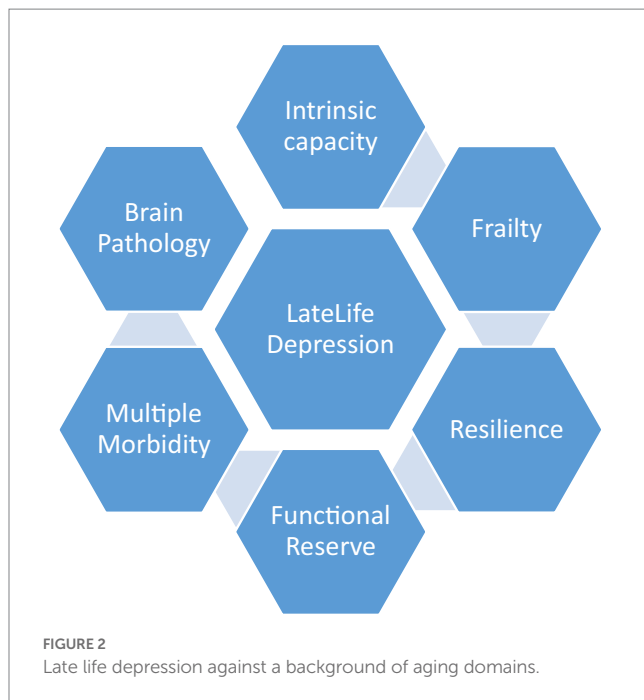 Intrinsic
capacity
Brain
Pathology
Frailty
LateLife
Depression
Multiple
Morbidity
Resilience
Functional
Reserve
FIGURE 2
Late life depression against a background of aging domains.